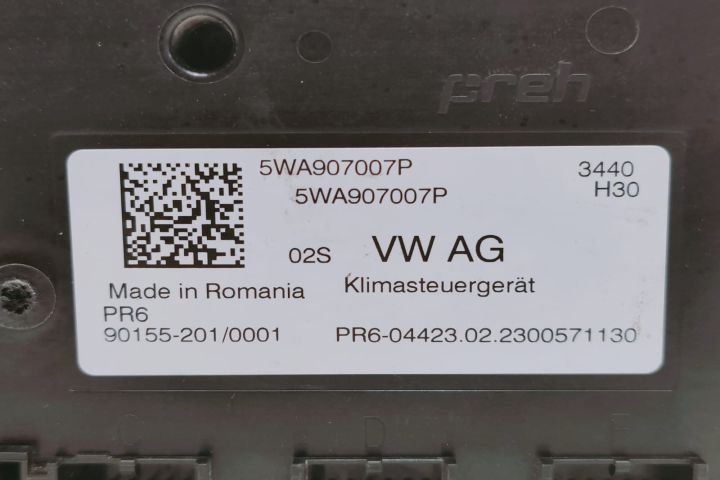 preh
5WA907007P
3440
5WA907007P
H30
02S VW AG
Made in Romania Klimasteuergerät
PR6
90155-201/0001 PR6-04423.02.2300571130
C D E